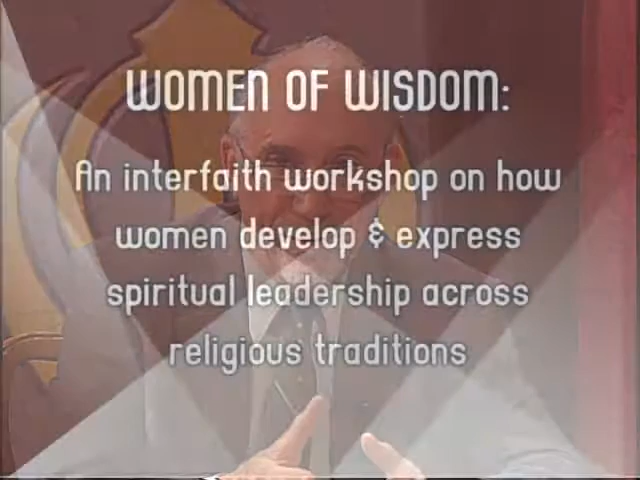 WOMEN OF WISDOM:
An interfaith workshop on how
women develop & express
spiritual leadership across
religious traditions